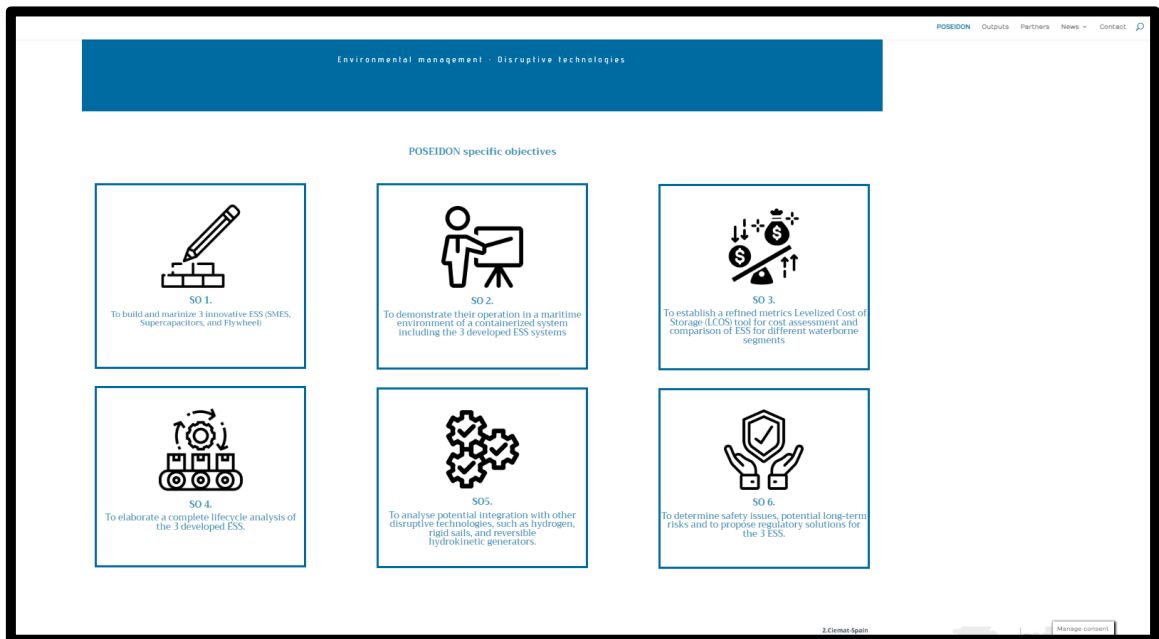 POSEIDON Outputs Partners News Contact
Environmental management · Disruptive technologies
POSEIDON specific objectives
SO 1.
To build and marinize 3 innovative ESS (SMES,
Supercapacitors, and Flywheel)
SO 2.
To demonstrate their operation in a maritime
environment of a containerized system
including the 3 developed ESS systems
SO 3.
To establish a refined metrics Levelized Cost of
Storage (LCOS) tool for cost assessment and
comparison of ESS for different waterborne
segments
SO 4.
To elaborate a complete lifecycle analysis of
the 3 developed ESS.
SO5.
To analyse potential integration with other
disruptive technologies, such as hydrogen,
rigid sails, and reversible
hydrokinetic generators.
SO 6.
To determine safety issues, potential long-term
risks and to propose regulatory solutions for
the 3 ESS.
2.Ciemat-Spain
Manage consent